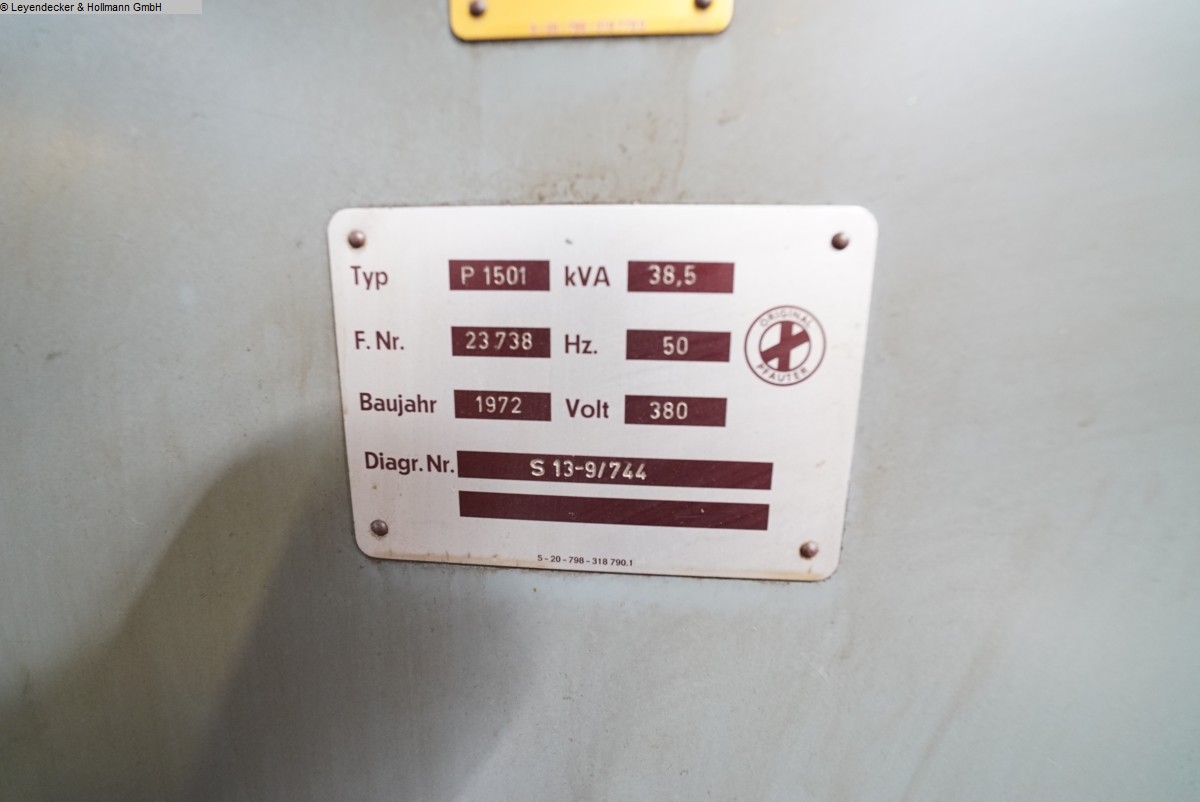 © Leyendecker & Hollmann GmbH
Typ P 1501 kVA 38,5
F. Nr. 23738 Hz. 50
ORIGINAL
PFAUTER
Baujahr 1972 Volt 380
Diagr. Nr. S 13-9/744
5-20-798-318 790.1